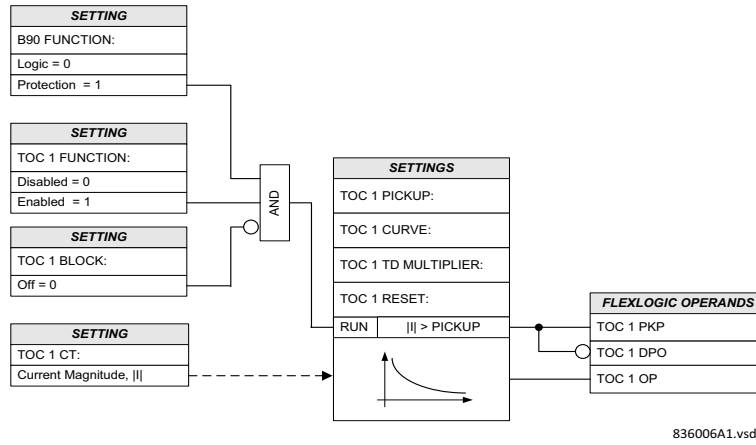 SETTING
B90 FUNCTION:
Logic = 0
Protection = 1
SETTING
TOC 1 FUNCTION:
Disabled = 0
Enabled = 1
SETTING
TOC 1 BLOCK:
Off = 0
SETTING
TOC 1 CT:
Current Magnitude, |I|
AND
SETTINGS
TOC 1 PICKUP:
TOC 1 CURVE:
TOC 1 TD MULTIPLIER:
TOC 1 RESET:
RUN |I| > PICKUP
FLEXLOGIC OPERANDS
TOC 1 PKP
TOC 1 DPO
TOC 1 OP
836006A1.vsd